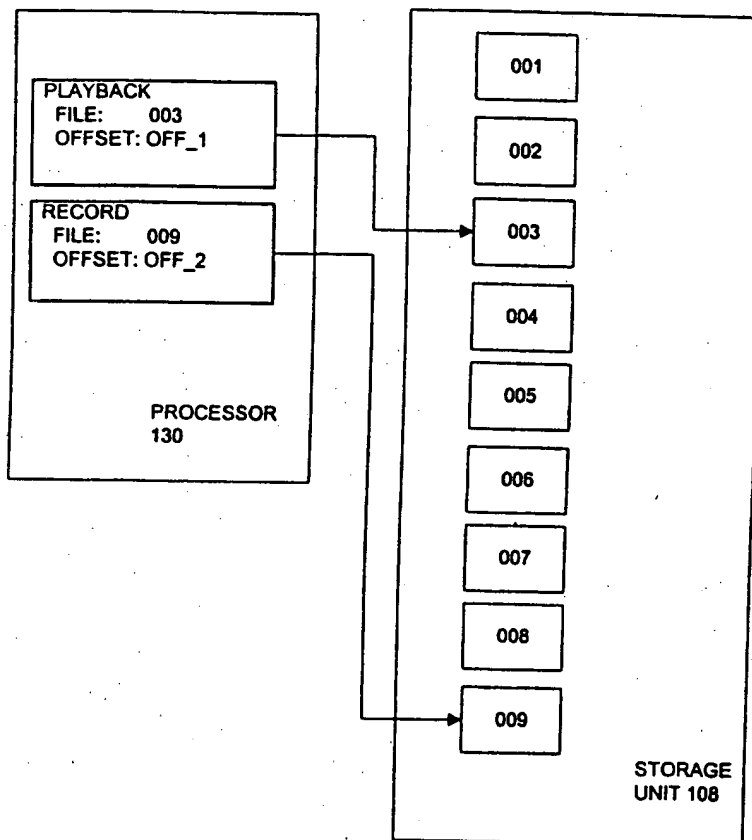 PLAYBACK
FILE: 003
OFFSET: OFF_1
RECORD
FILE: 009
OFFSET: OFF_2
PROCESSOR
130
001
002
003
004
005
006
007
008
009
STORAGE
UNIT 108